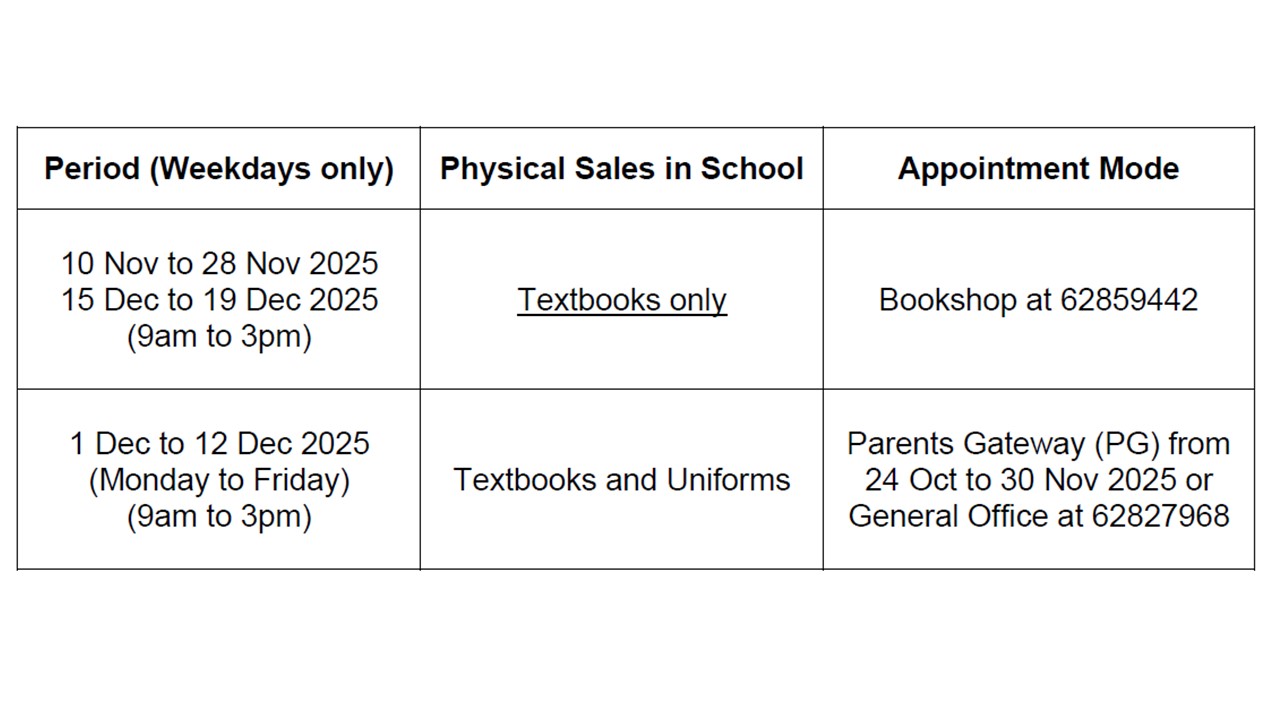 Period (Weekdays only)
Physical Sales in School
Appointment Mode
10 Nov to 28 Nov 2025
15 Dec to 19 Dec 2025
(9am to 3pm)
Textbooks only
Bookshop at 62859442
1 Dec to 12 Dec 2025
(Monday to Friday)
(9am to 3pm)
Textbooks and Uniforms
Parents Gateway (PG) from
24 Oct to 30 Nov 2025 or
General Office at 62827968